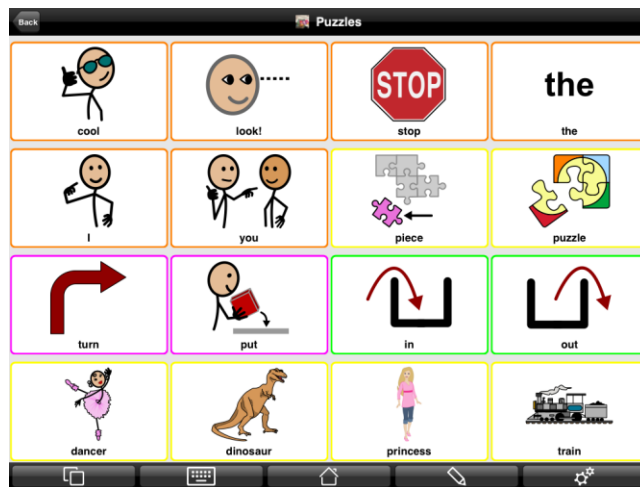 Back
Puzzles
cool
look!
STOP
stop
the
the
I
you
piece
puzzle
turn
put
in
out
dancer
dinosaur
princess
train